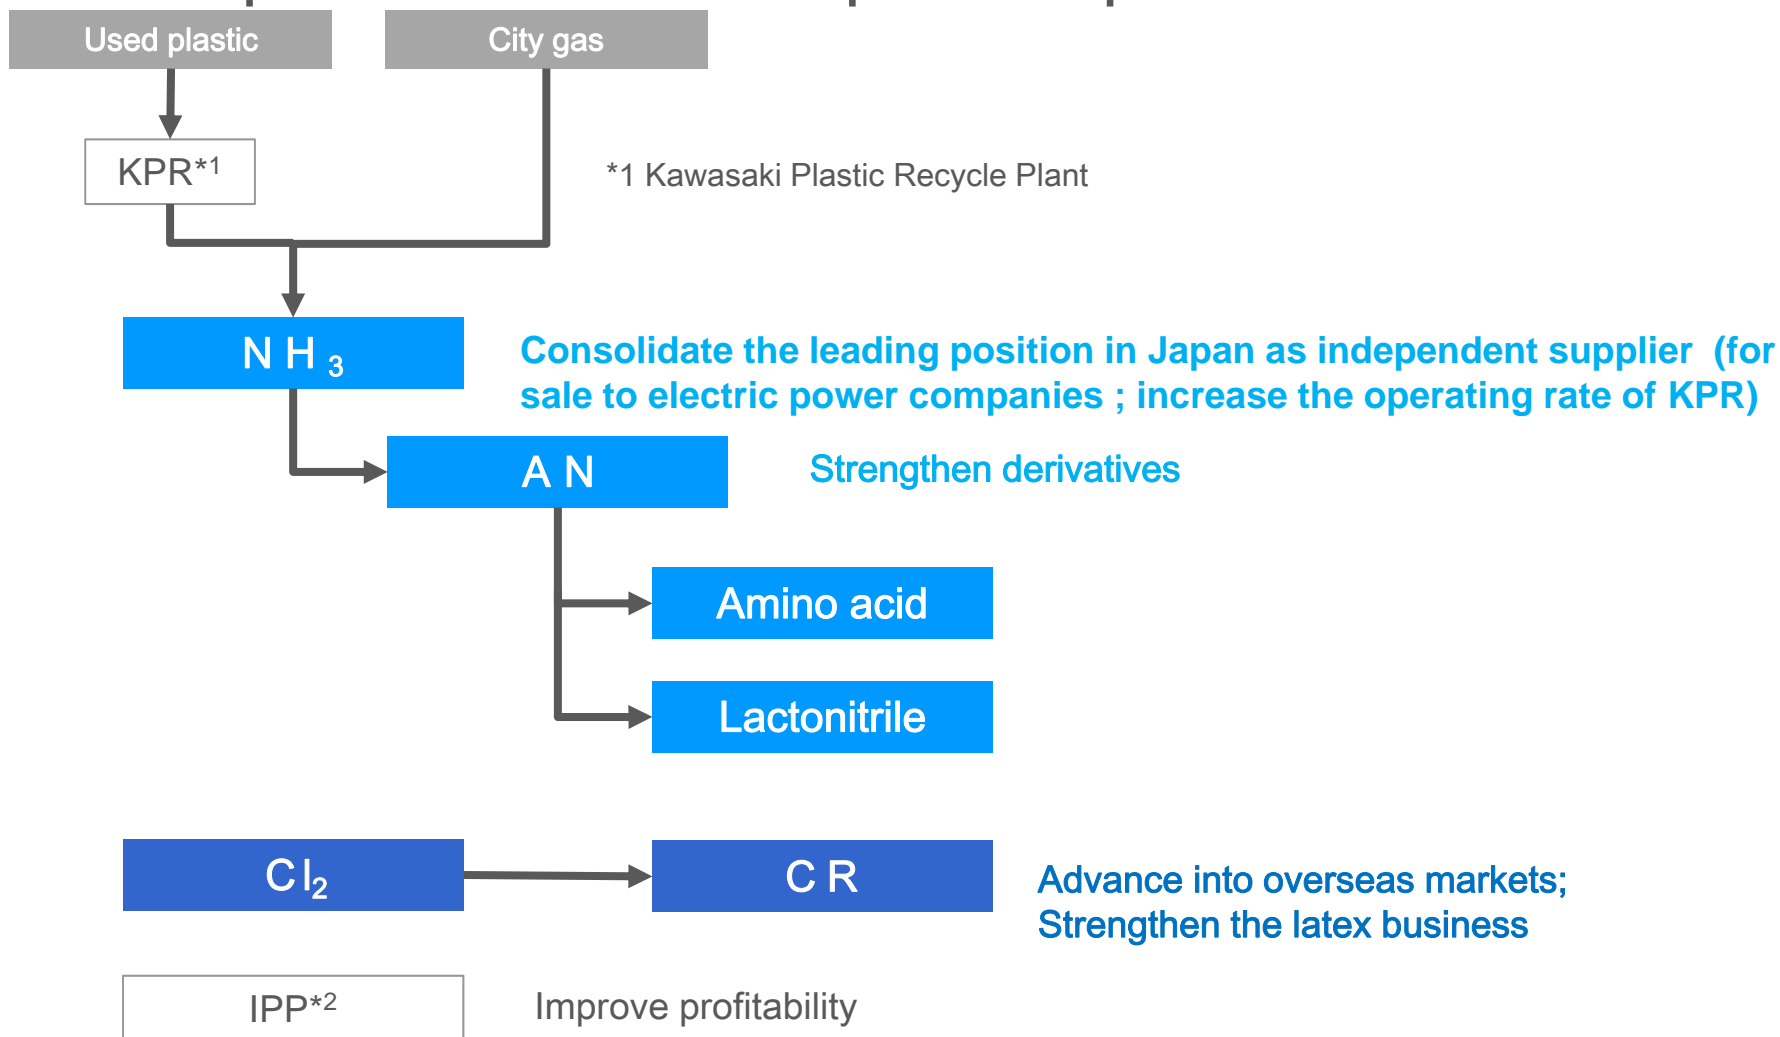 Used plastic
City gas
KPR*1
*1 Kawasaki Plastic Recycle Plant
N H 3
Consolidate the leading position in Japan as independent supplier (for
sale to electric power companies ; increase the operating rate of KPR)
A N
Strengthen derivatives
Amino acid
Lactonitrile
Cl2
C R
Advance into overseas markets;
Strengthen the latex business
IPP*2
Improve profitability